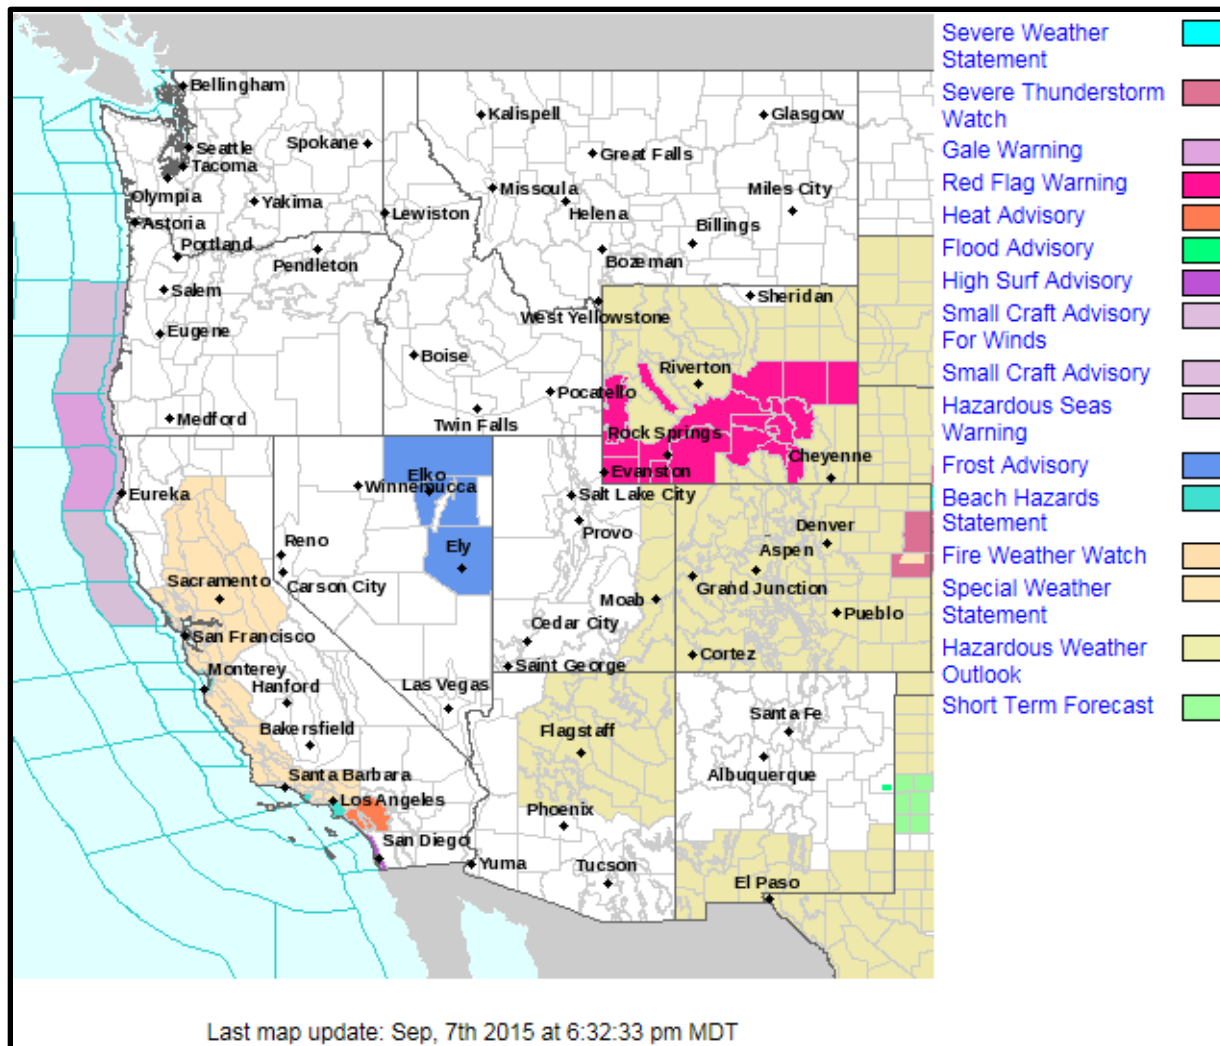 Bellingham
Seattle
Tacoma
Olympia
Spokane
Yakima
Astoria
Portland
Pendleton
Lewiston
Kalispell
Glasgow
Great Falls
Missoula
Helena
Miles City
Billings
Bozeman
Salem
Eugene
Medford
West Yellowstone
Sheridan
Boise
Pocatello
Twin Falls
Riverton
Rock Springs
Evanston
Cheyenne
Eureka
Winnemucca
Elko
Ely
Salt Lake City
Provo
Reno
Carson City
Sacramento
San Francisco
Monterey
Hanford
Bakersfield
Las Vegas
Cedar City
Saint George
Moab
Denver
Aspen
Grand Junction
Pueblo
Cortez
Santa Barbara
Los Angeles
San Diego
Yuma
Flagstaff
Phoenix
Tucson
Santa Fe
Albuquerque
El Paso
Severe Weather
Statement
Severe Thunderstorm
Watch
Gale Warning
Red Flag Warning
Heat Advisory
Flood Advisory
High Surf Advisory
Small Craft Advisory
For Winds
Small Craft Advisory
Hazardous Seas
Warning
Frost Advisory
Beach Hazards
Statement
Fire Weather Watch
Special Weather
Statement
Hazardous Weather
Outlook
Short Term Forecast
Last map update: Sep, 7th 2015 at 6:32:33 pm MDT